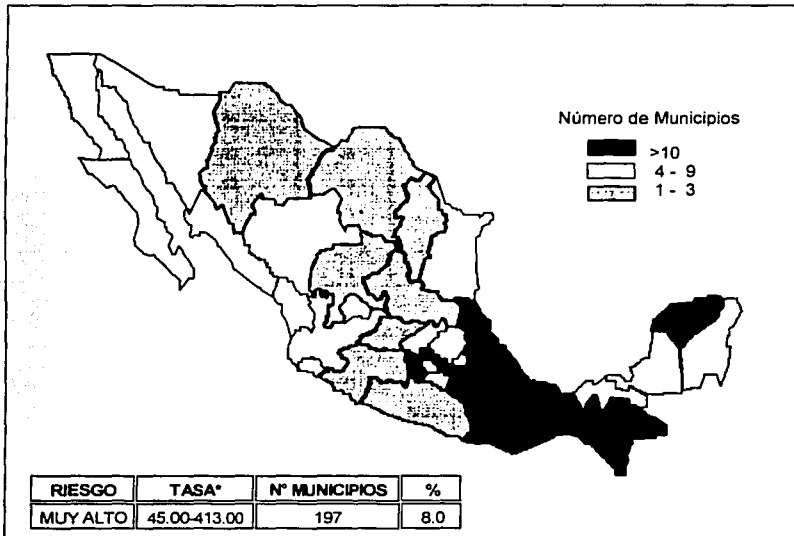 Número de Municipios
>10
4 - 9
1 - 3
RIESGO TASA* Nº MUNICIPIOS %
MUY ALTO 45.00-413.00 197 8.0